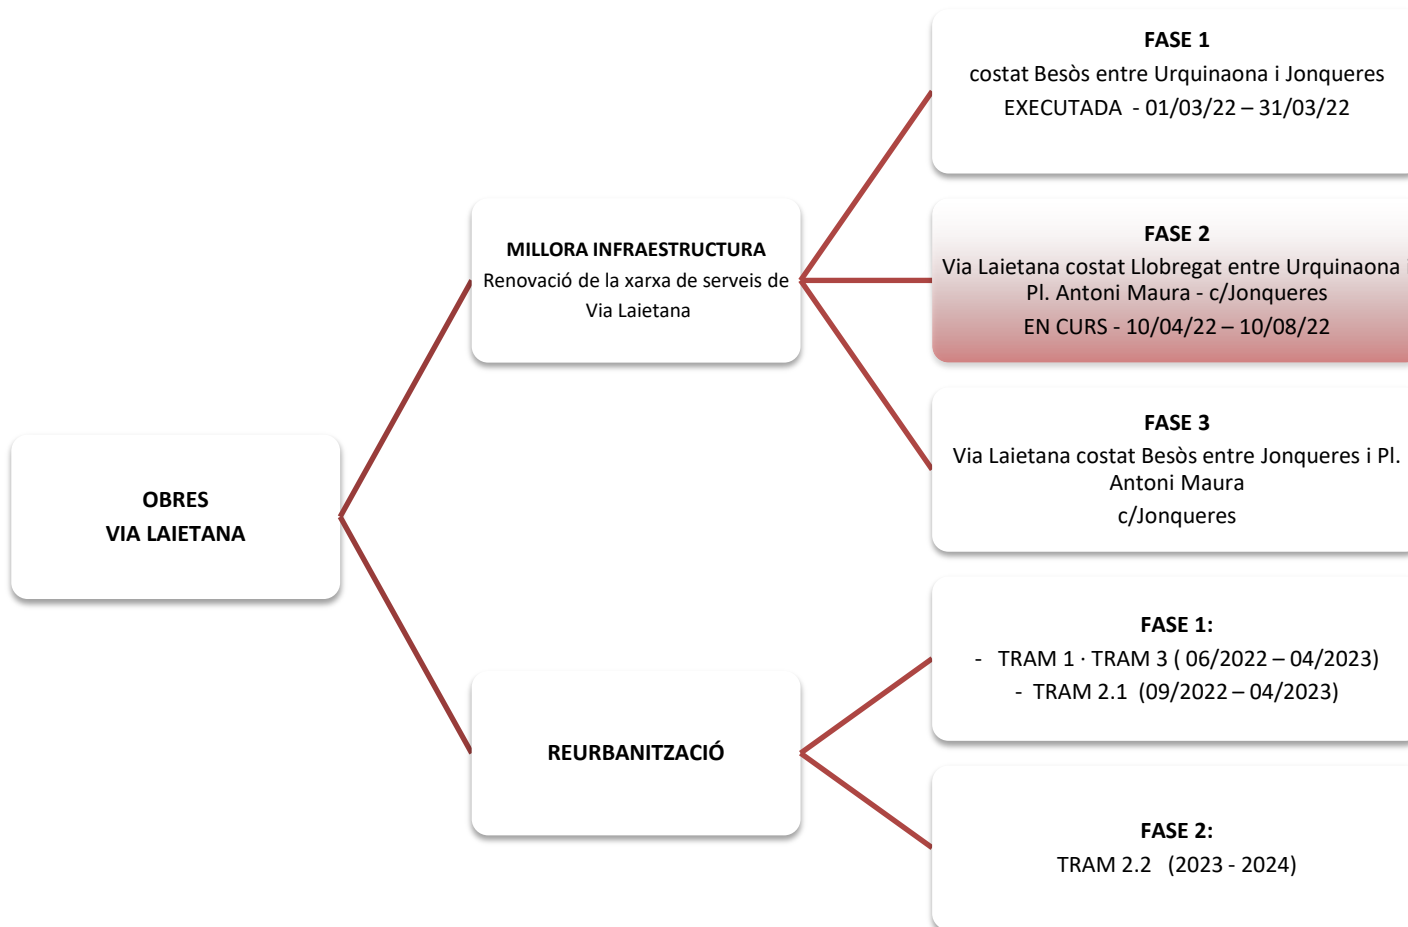 OBRES
VIA LAIETANA
MILLORA INFRAESTRUCTURA
Renovació de la xarxa de serveis de
Via Laietana
FASE 1
costat Besòs entre Urquinaona i Jonqueres
EXECUTADA - 01/03/22 – 31/03/22
FASE 2
Via Laietana costat Llobregat entre Urquinaona i
Pl. Antoni Maura - c/Jonqueres
EN CURS - 10/04/22 – 10/08/22
FASE 3
Via Laietana costat Besòs entre Jonqueres i Pl.
Antoni Maura
c/Jonqueres
REURBANITZACIÓ
FASE 1:
- TRAM 1 · TRAM 3 ( 06/2022 – 04/2023)
- TRAM 2.1 (09/2022 – 04/2023)
FASE 2:
TRAM 2.2 (2023 - 2024)